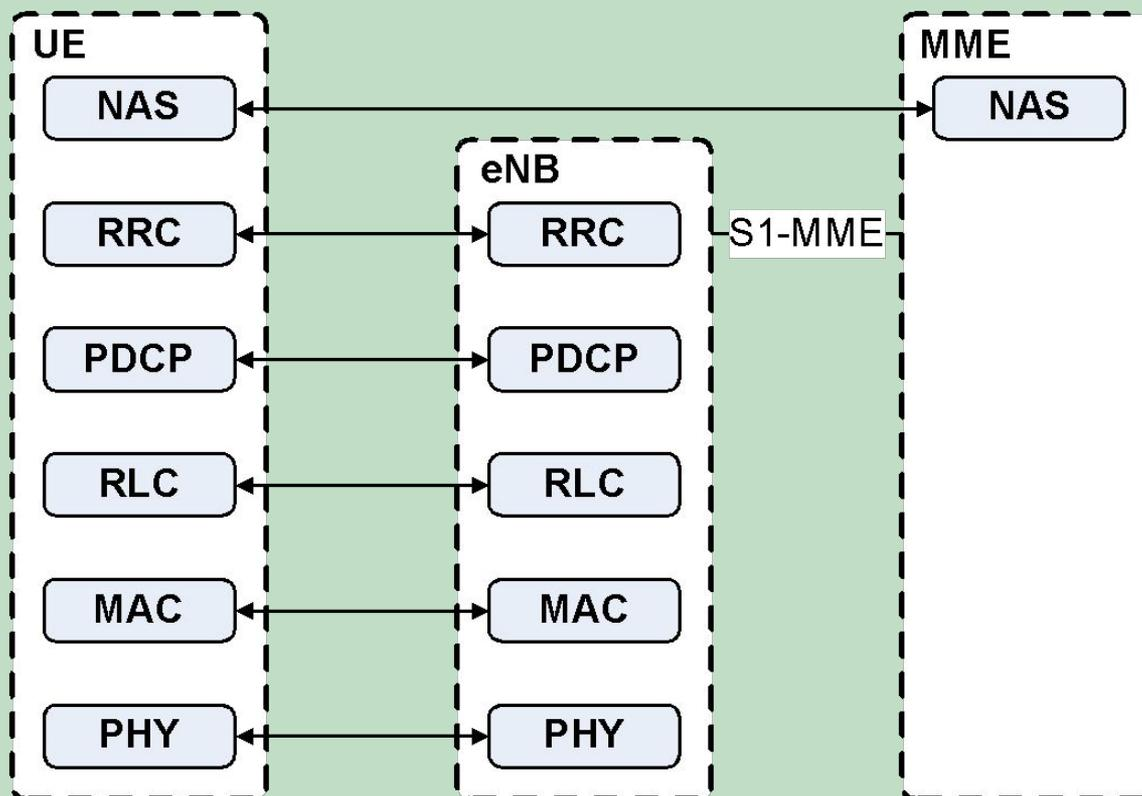 UE
MME
NAS
NAS
eNB
RRC
RRC
S1-MME
PDCP
PDCP
RLC
RLC
MAC
MAC
PHY
PHY